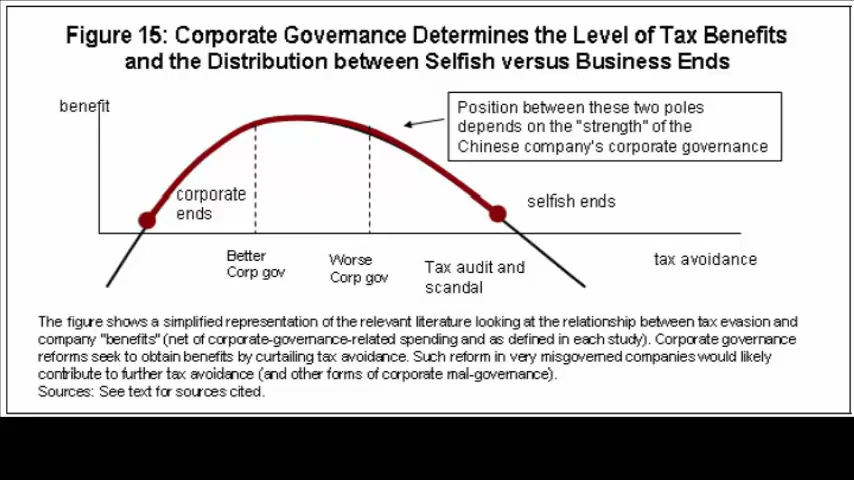 Figure 15: Corporate Governance Determines the Level of Tax Benefits
and the Distribution between Selfish versus Business Ends
benefit
Position between these two poles
depends on the "strength" of the
Chinese company's corporate governance
corporate
ends
selfish ends
Better
Corp gov
Worse
Corp gov
Tax audit and
scandal
tax avoidance
The figure shows a simplified representation of the relevant literature looking at the relationship between tax evasion and
company "benefits" (net of corporate-governance-related spending and as defined in each study). Corporate governance
reforms seek to obtain benefits by curtailing tax avoidance. Such reform in very misgoverned companies would likely
contribute to further tax avoidance (and other forms of corporate mal-governance).
Sources: See text for sources cited.